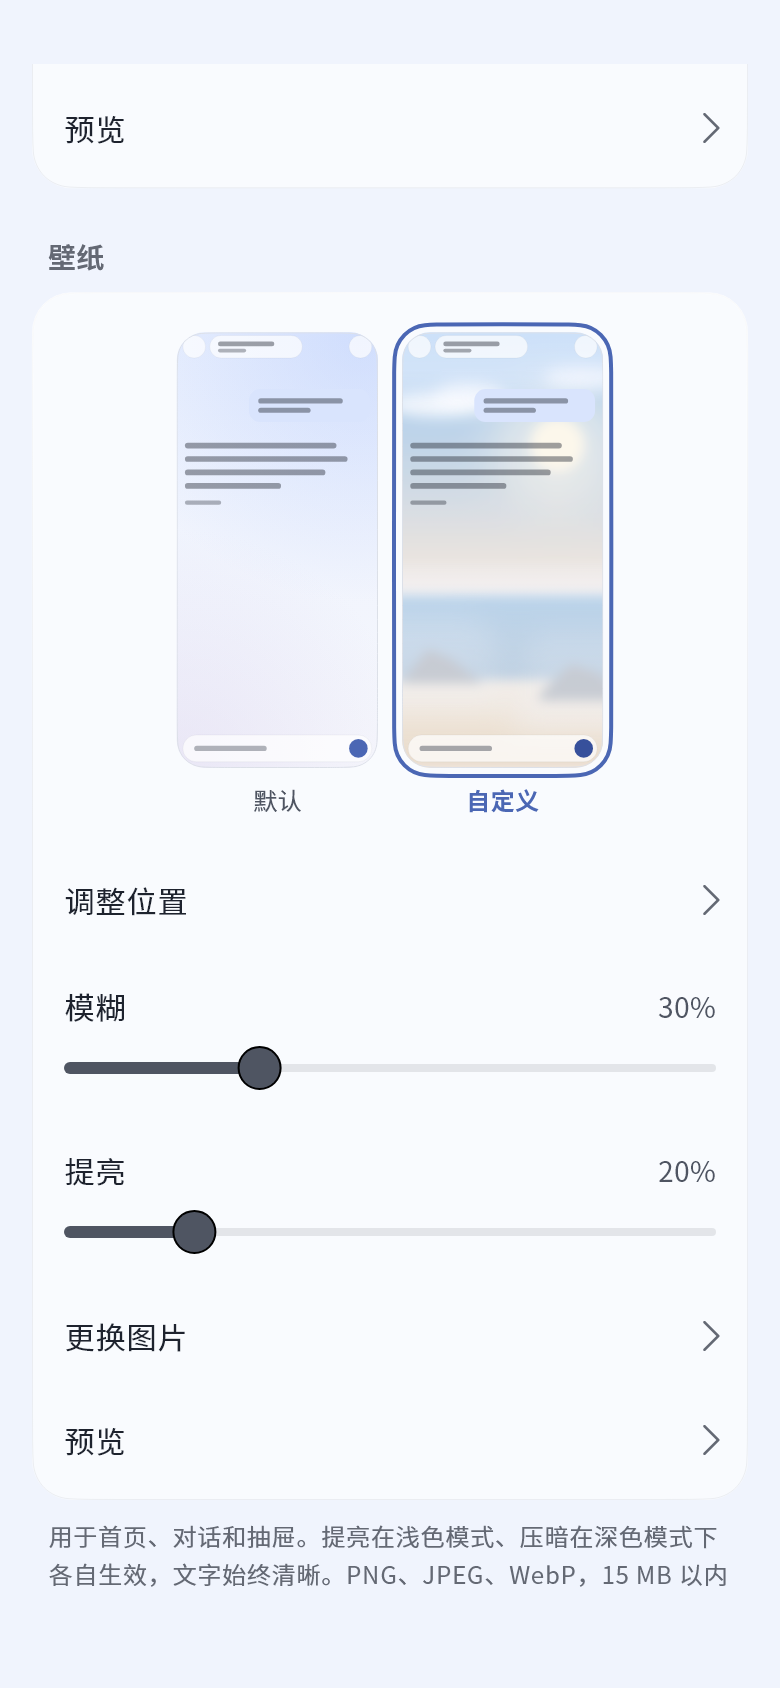 预览
壁纸
默认
自定义
调整位置
模糊
30%
提亮
20%
更换图片
预览
用于首页、对话和抽屉。提亮在浅色模式、压暗在深色模式下
各自生效，文字始终清晰。PNG、JPEG、WebP，15 MB 以内